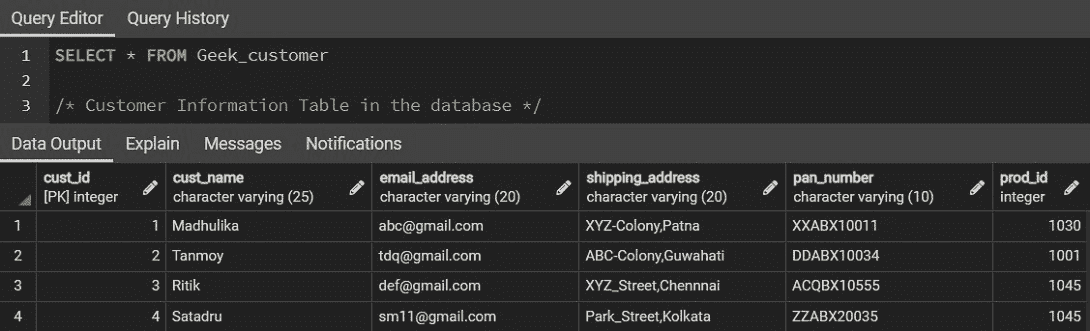 Query Editor Query History
1 SELECT * FROM Geek_customer
2
3 /* Customer Information Table in the database */
Data Output Explain Messages Notifications
cust_id cust_name email_address shipping_address pan_number prod_id
[PK] integer character varying (25) character varying (20) character varying (20) character varying (10) integer
1 1 Madhulika abc@gmail.com XYZ-Colony,Patna XXABX10011 1030
2 2 Tanmoy tdq@gmail.com ABC-Colony,Guwahati DDABX10034 1001
3 3 Ritik def@gmail.com XYZ_Street,Chennnai ACQBX10555 1045
4 4 Satadru sm11@gmail.com Park_Street,Kolkata ZZABX20035 1045